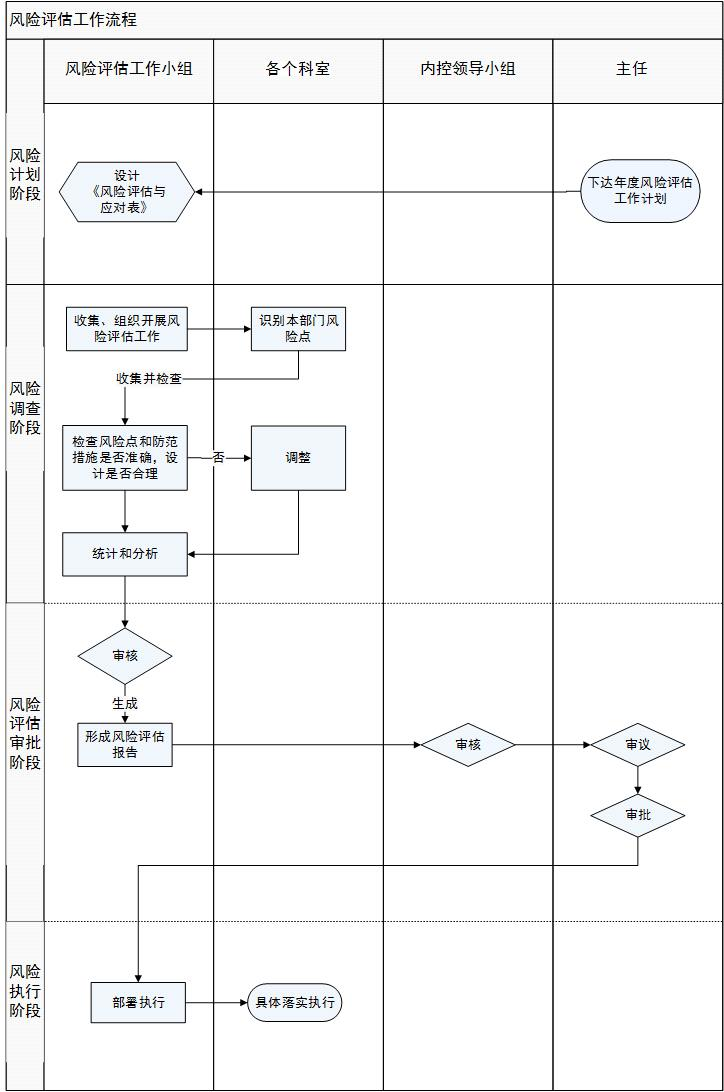 风险评估工作流程
风险评估工作小组
各个科室
内控领导小组
主任
风险
计划
阶段
设计
《风险评估与
应对表》
下达年度风险评估
工作计划
风险
调查
阶段
收集、组织开展风
险评估工作
识别本部门风
险点
收集并检查
检查风险点和防范
措施是否准确，设
计是否合理
否
调整
统计和分析
风险
评估
审批
阶段
审核
生成
形成风险评估
报告
审核
审议
审批
风险
执行
阶段
部署执行
具体落实执行